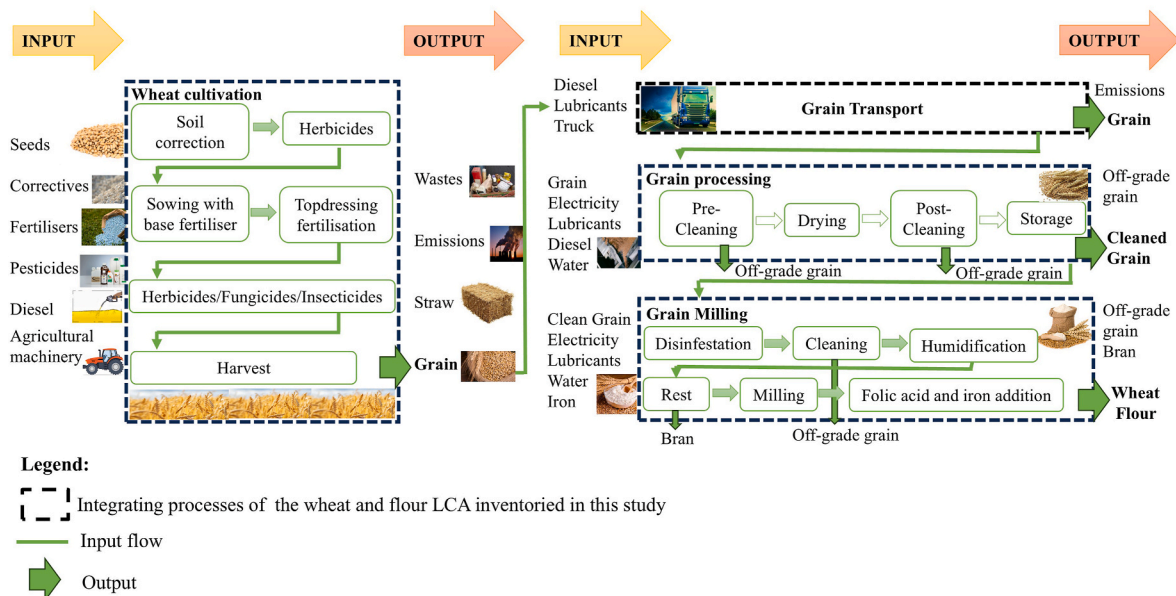 INPUT
OUTPUT
INPUT
OUTPUT
Wheat cultivation
Soil
correction
Herbicides
Seeds
Correctives
Sowing with
base fertiliser
Topdressing
fertilisation
Fertilisers
Pesticides
Herbicides/Fungicides/Insecticides
Diesel
Agricultural
machinery
Harvest
Wastes
Emissions
Straw
Grain
Diesel
Lubricants
Truck
Grain Transport
Emissions
Grain
Grain
Electricity
Lubricants
Diesel
Water
Grain processing
Pre-
Cleaning
Drying
Post-
Cleaning
Storage
Off-grade grain
Off-grade grain
Off-grade
grain
Cleaned
Grain
Clean Grain
Electricity
Lubricants
Water
Iron
Grain Milling
Disinfestation
Cleaning
Humidification
Rest
Milling
Folic acid and iron addition
Bran
Off-grade grain
Off-grade
grain
Bran
Wheat
Flour
Legend:
Integrating processes of the wheat and flour LCA inventoried in this study
Input flow
Output